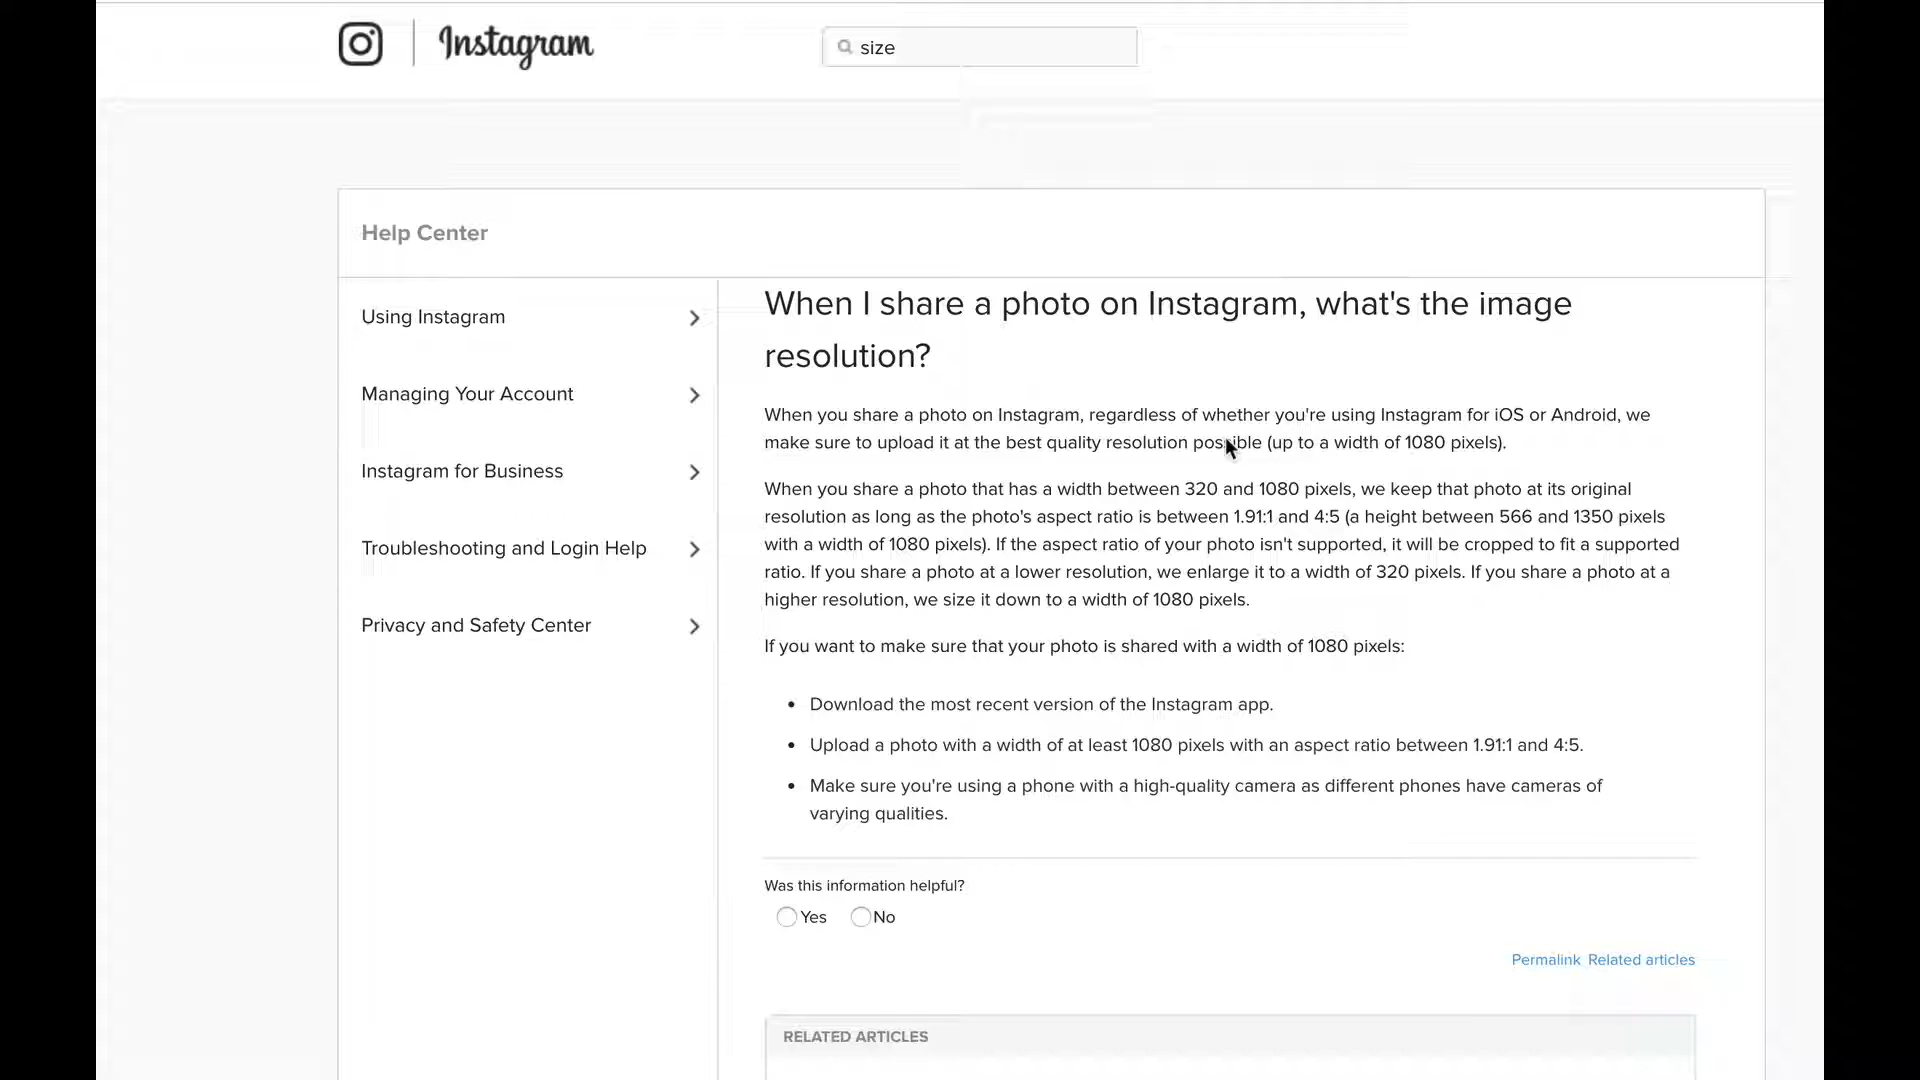 Instagram
size
Help Center
Using Instagram
Managing Your Account
Instagram for Business
Troubleshooting and Login Help
Privacy and Safety Center
When I share a photo on Instagram, what's the image
resolution?
When you share a photo on Instagram, regardless of whether you're using Instagram for iOS or Android, we
make sure to upload it at the best quality resolution possible (up to a width of 1080 pixels).
When you share a photo that has a width between 320 and 1080 pixels, we keep that photo at its original
resolution as long as the photo's aspect ratio is between 1.91:1 and 4:5 (a height between 566 and 1350 pixels
with a width of 1080 pixels). If the aspect ratio of your photo isn't supported, it will be cropped to fit a supported
ratio. If you share a photo at a lower resolution, we enlarge it to a width of 320 pixels. If you share a photo at a
higher resolution, we size it down to a width of 1080 pixels.
If you want to make sure that your photo is shared with a width of 1080 pixels:
• Download the most recent version of the Instagram app.
• Upload a photo with a width of at least 1080 pixels with an aspect ratio between 1.91:1 and 4:5.
• Make sure you're using a phone with a high-quality camera as different phones have cameras of
varying qualities.
Was this information helpful?
Yes No
Permalink Related articles
RELATED ARTICLES